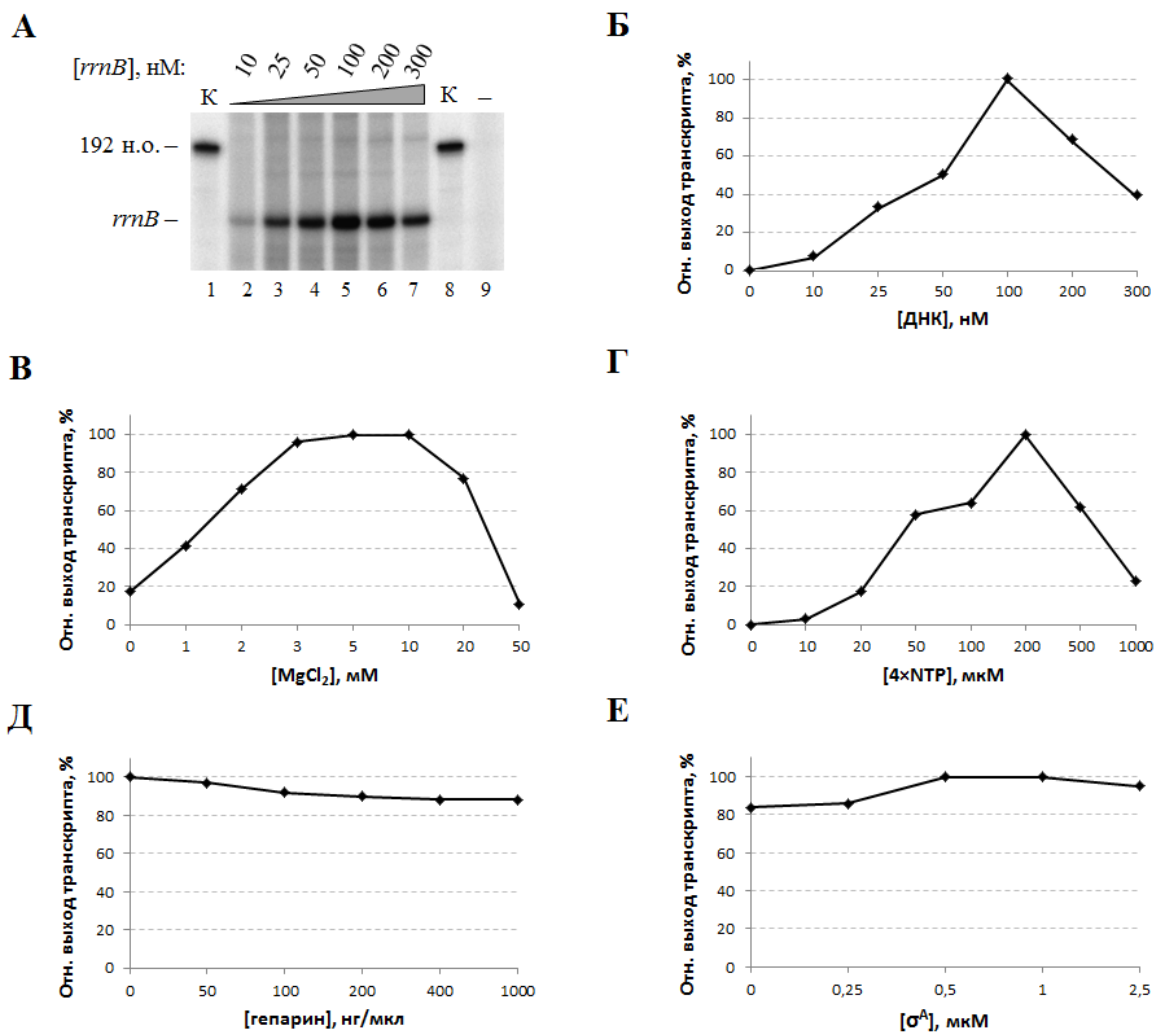 А
[rrnB], нМ:
10 25 50 100 200 300
К К –
192 н.о. –
rrnB –
1 2 3 4 5 6 7 8 9
Б
Отн. выход транскрипта, %
100
80
60
40
20
0
0 10 25 50 100 200 300
[ДНК], нМ
В
Отн. выход транскрипта, %
100
80
60
40
20
0
0 1 2 3 5 10 20 50
[MgCl₂], мМ
Г
Отн. выход транскрипта, %
100
80
60
40
20
0
0 10 20 50 100 200 500 1000
[4×NTP], мкМ
Д
Отн. выход транскрипта, %
100
80
60
40
20
0
0 50 100 200 400 1000
[гепарин], нг/мкл
Е
Отн. выход транскрипта, %
100
80
60
40
20
0
0 0,25 0,5 1 2,5
[σᴬ], мкМ